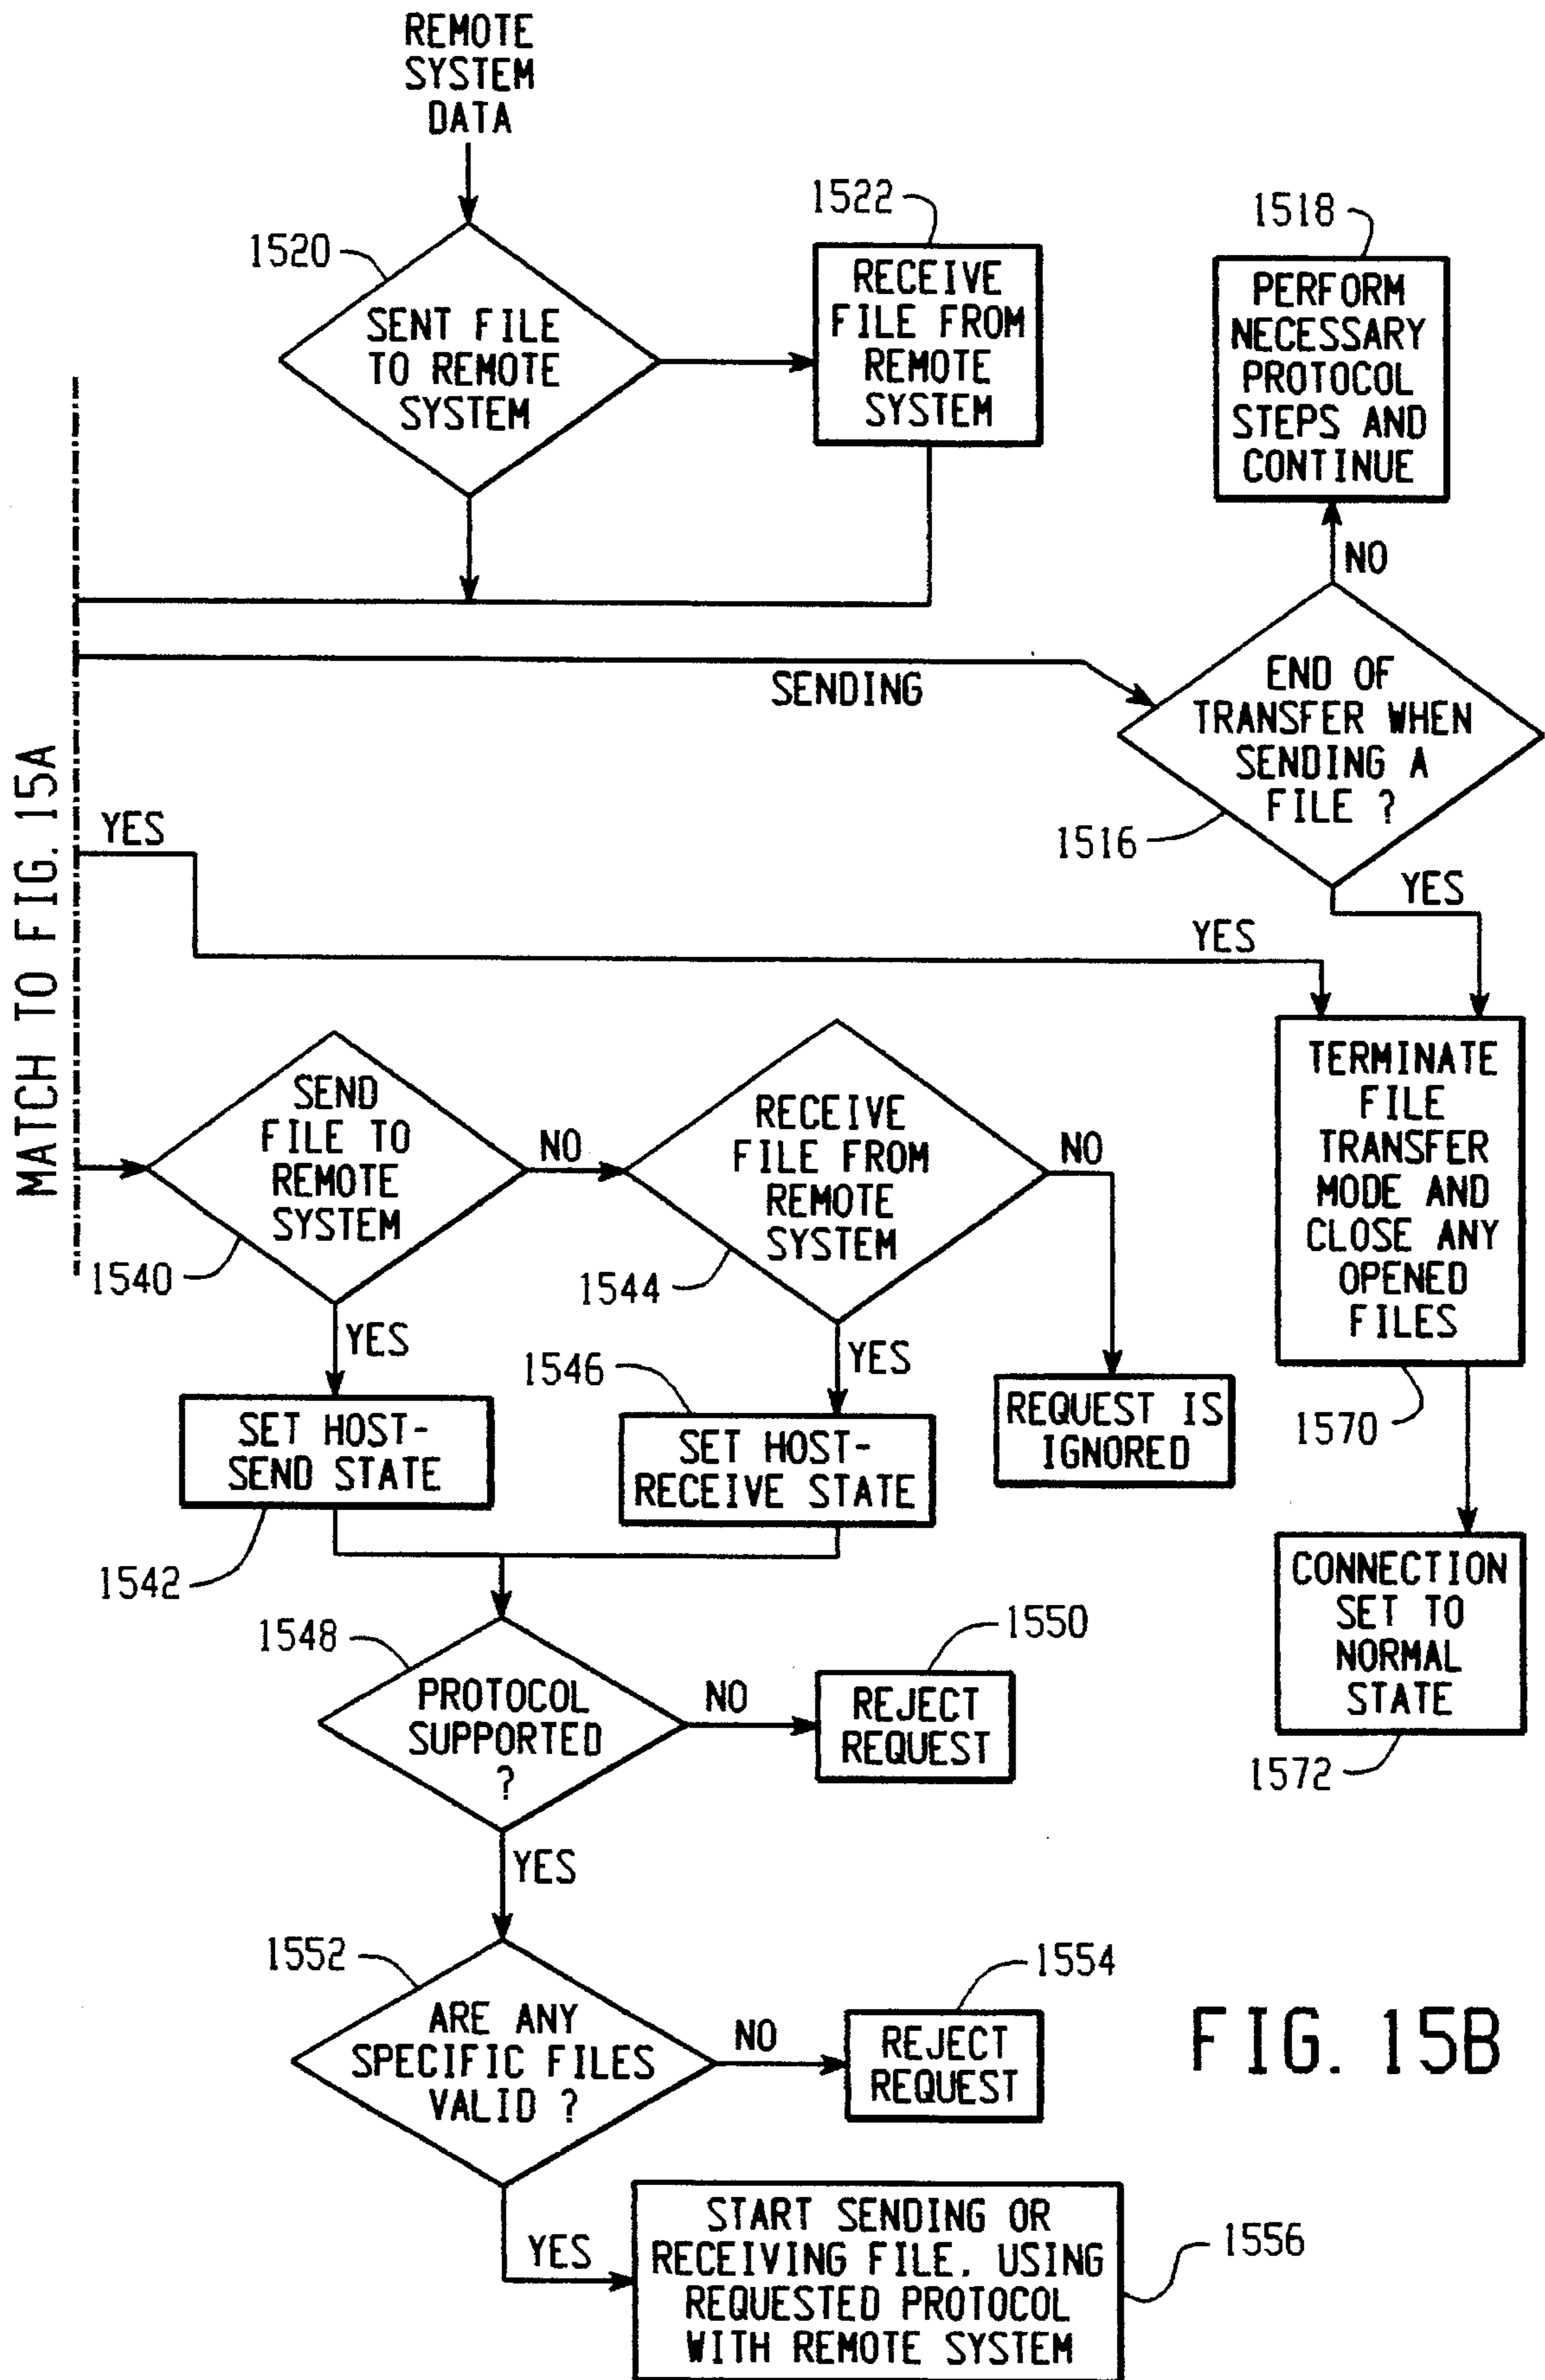 REMOTE
SYSTEM
DATA
1520
SENT FILE
TO REMOTE
SYSTEM
1522
RECEIVE
FILE FROM
REMOTE
SYSTEM
1518
PERFORM
NECESSARY
PROTOCOL
STEPS AND
CONTINUE
NO
SENDING
END OF
TRANSFER WHEN
SENDING A
FILE ?
1516
YES
MATCH TO FIG. 15A
YES
YES
SEND
FILE TO
REMOTE
SYSTEM
1540
NO
RECEIVE
FILE FROM
REMOTE
SYSTEM
1544
NO
TERMINATE
FILE
TRANSFER
MODE AND
CLOSE ANY
OPENED
FILES
1570
YES
YES
1546
SET HOST-
SEND STATE
1542
SET HOST-
RECEIVE STATE
REQUEST IS
IGNORED
CONNECTION
SET TO
NORMAL
STATE
1572
1548
PROTOCOL
SUPPORTED
?
NO
1550
REJECT
REQUEST
YES
1552
ARE ANY
SPECIFIC FILES
VALID ?
NO
1554
REJECT
REQUEST
FIG. 15B
YES
START SENDING OR
RECEIVING FILE. USING
REQUESTED PROTOCOL
WITH REMOTE SYSTEM
1556